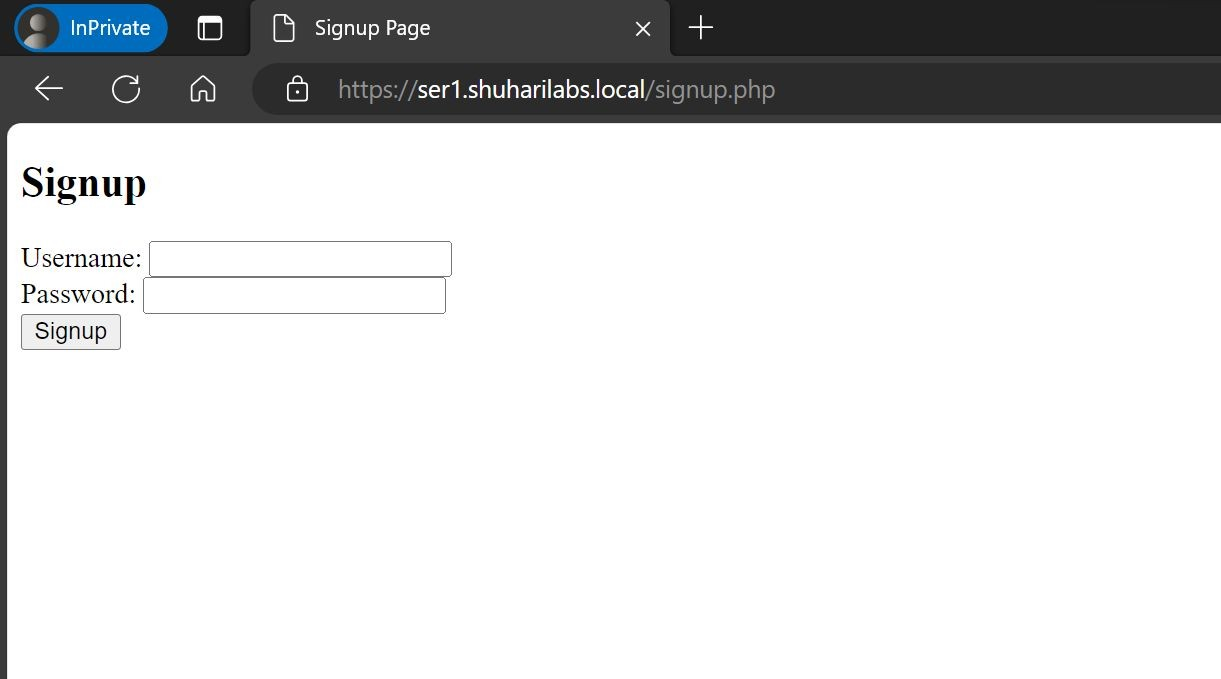 InPrivate
Signup Page
https://ser1.shuharilabs.local/signup.php
Signup
Username:
Password:
Signup